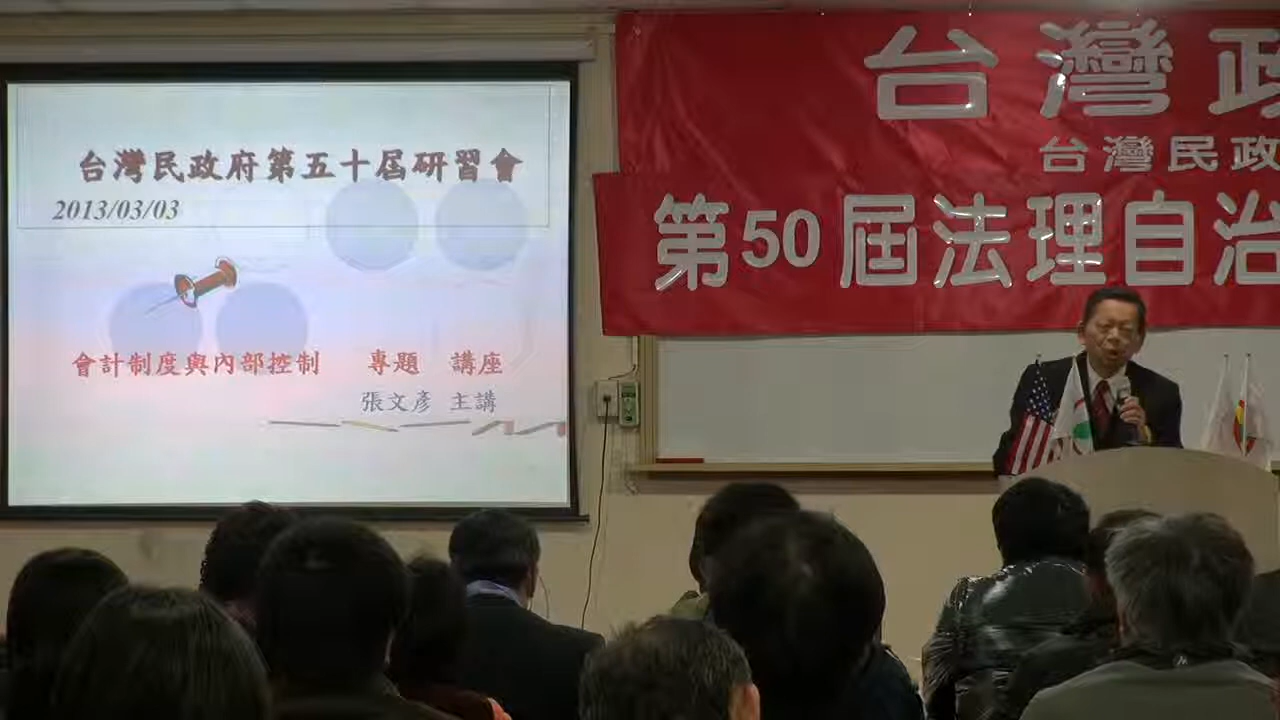 台灣民政府第五十屆研習會
2013/03/03
會計制度與內部控制 專題 講座
張文彥 主講
台灣政
台灣民政
第50屆法理自治